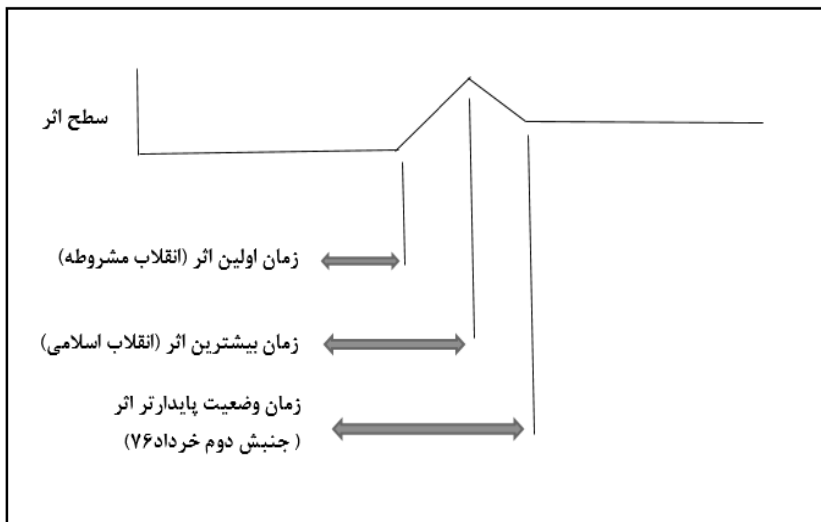 سطح اثر
زمان اولین اثر (انقلاب مشروطه)
زمان بیشترین اثر (انقلاب اسلامی)
زمان وضعیت پایدارتر اثر
( جنبش دوم خرداد۷۶)